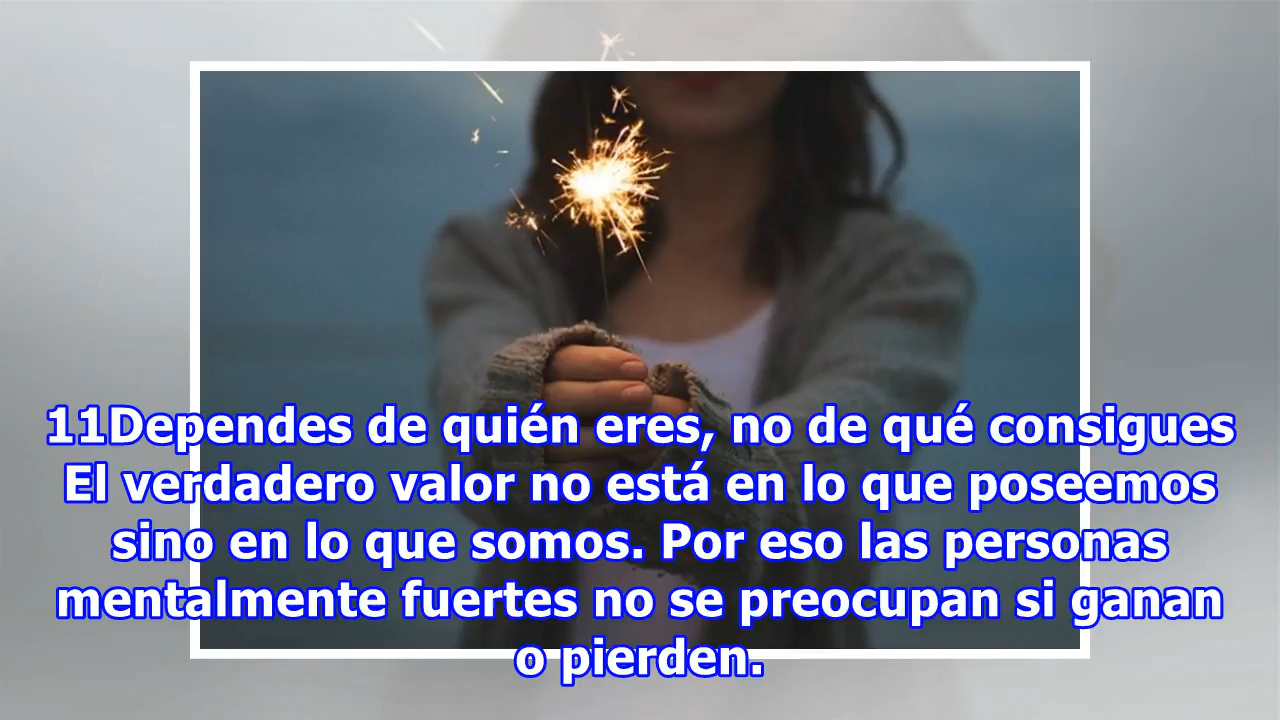 11Dependes de quién eres, no de qué consigues
El verdadero valor no está en lo que poseemos
sino en lo que somos. Por eso las personas
mentalmente fuertes no se preocupan si ganan
o pierden.